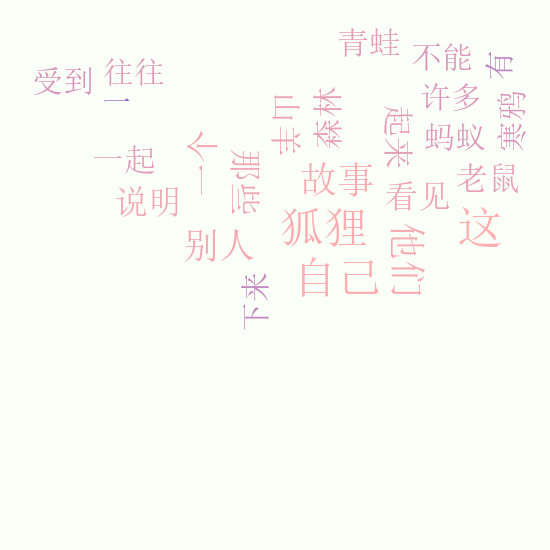 青蛙
不能
有
受到
往往
一
许多
寒鸦
山羊
森林
起来
蚂蚁
一个
一起
那些
故事
老鼠
看见
说明
狐狸
这
别人
他们
自己
下来